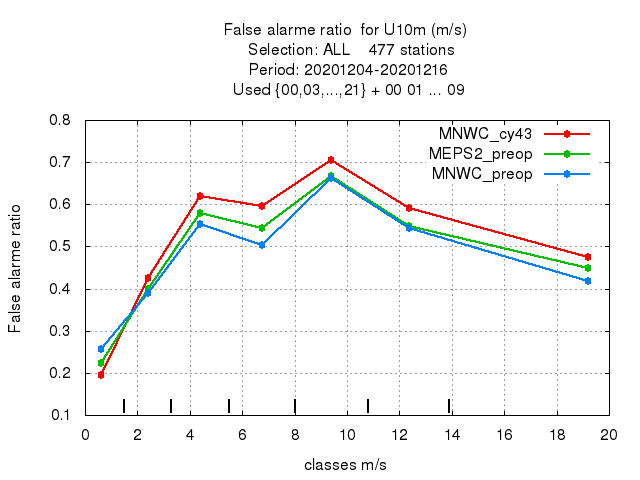 False alarme ratio  for U10m (m/s)
Selection: ALL    477 stations
Period: 20201204-20201216
Used {00,03,...,21} + 00 01 ... 09
MNWC_cy43
MEPS2_preop
MNWC_preop
False alarme ratio
0.8
0.7
0.6
0.5
0.4
0.3
0.2
0.1
0 2 4 6 8 10 12 14 16 18 20
classes m/s